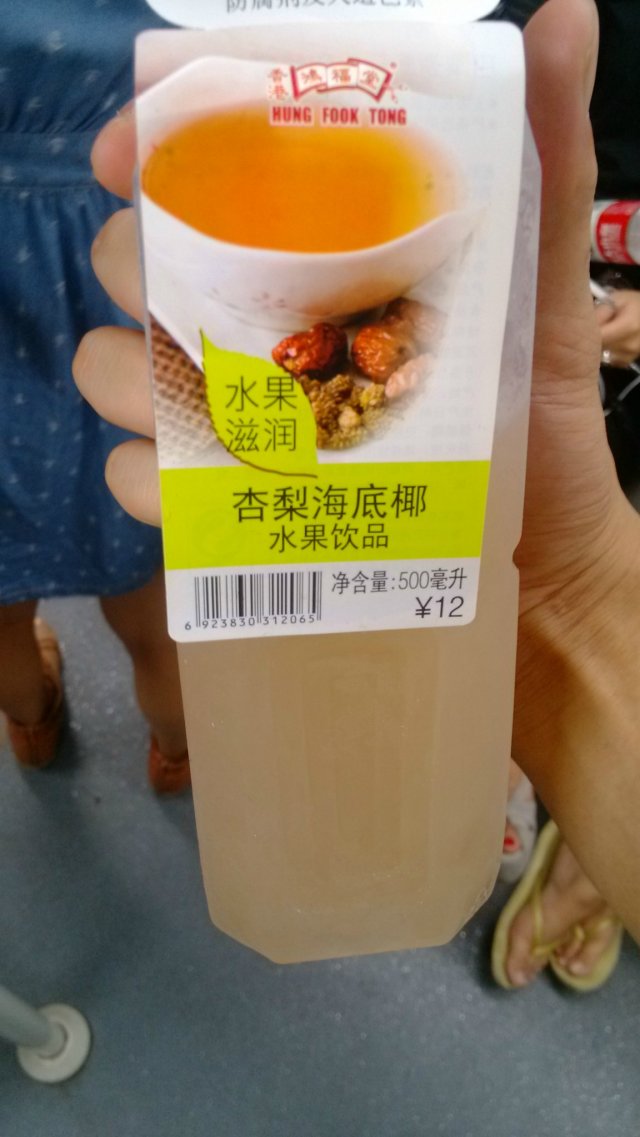 香港 鴻福堂
HUNG FOOK TONG
水果
滋润
杏梨海底椰
水果饮品
净含量:500毫升
¥12
6 923830 312065